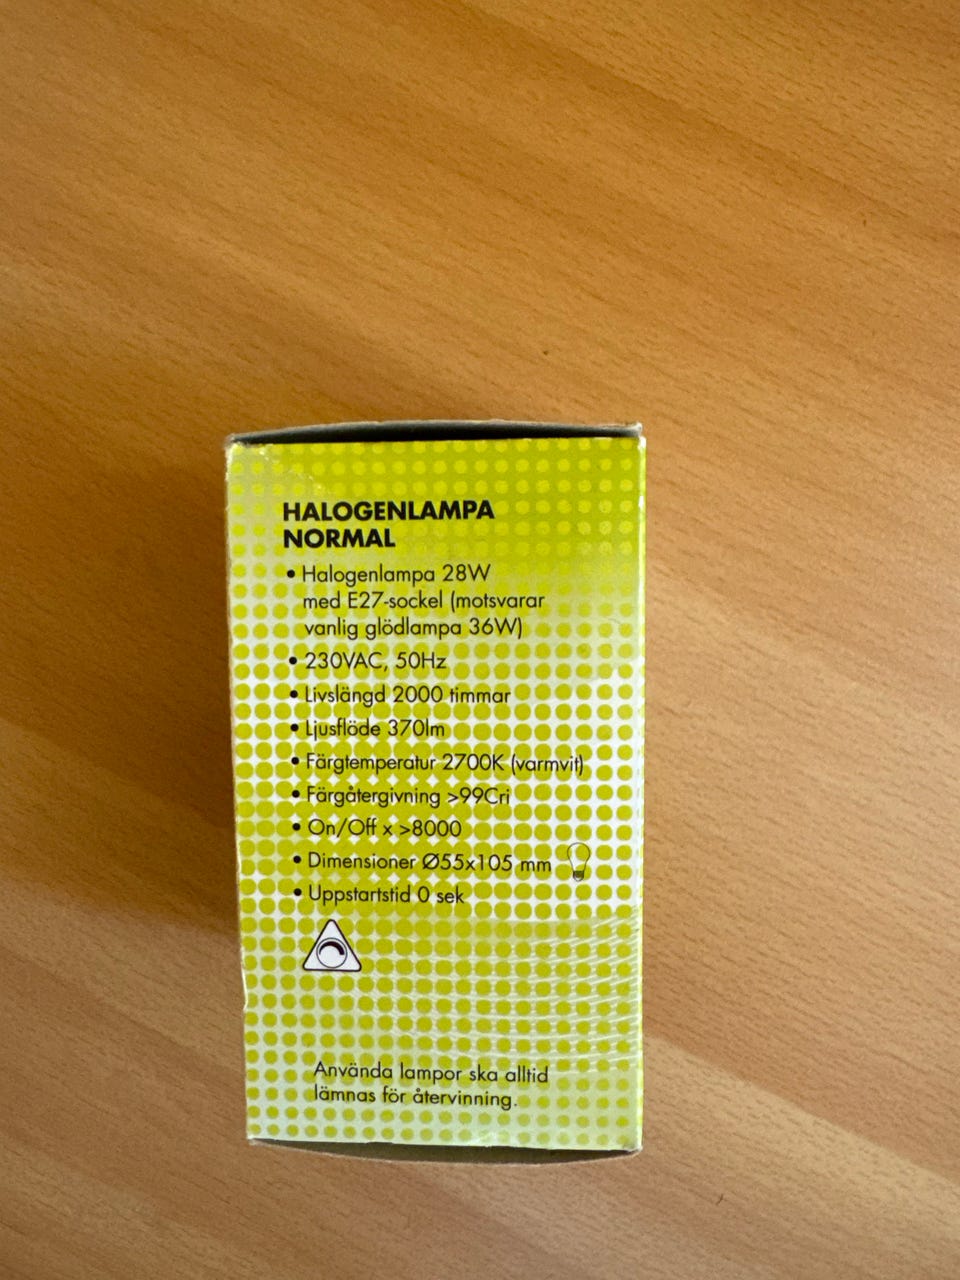 HALOGENLAMPA
NORMAL
• Halogenlampa 28W
med E27-sockel (motsvarar
vanlig glödlampa 36W)
• 230VAC, 50Hz
• Livslängd 2000 timmar
• Ljusflöde 370lm
• Färgtemperatur 2700K (varmvit)
• Färgåtergivning >99Cri
• On/Off x >8000
• Dimensioner Ø55x105 mm
• Uppstartstid 0 sek
Använda lampor ska alltid
lämnas för återvinning.